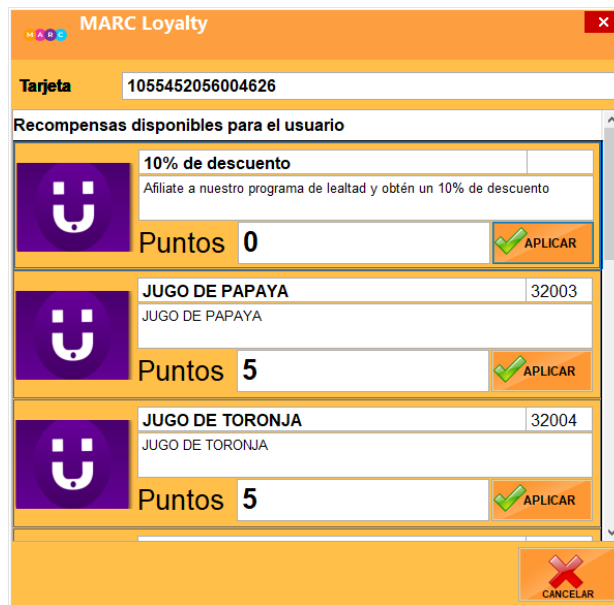 MARC MARC Loyalty
Tarjeta 1055452056004626
Recompensas disponibles para el usuario
10% de descuento
Afiliate a nuestro programa de lealtad y obtén un 10% de descuento
Puntos 0 APLICAR
JUGO DE PAPAYA 32003
JUGO DE PAPAYA
Puntos 5 APLICAR
JUGO DE TORONJA 32004
JUGO DE TORONJA
Puntos 5 APLICAR
CANCELAR